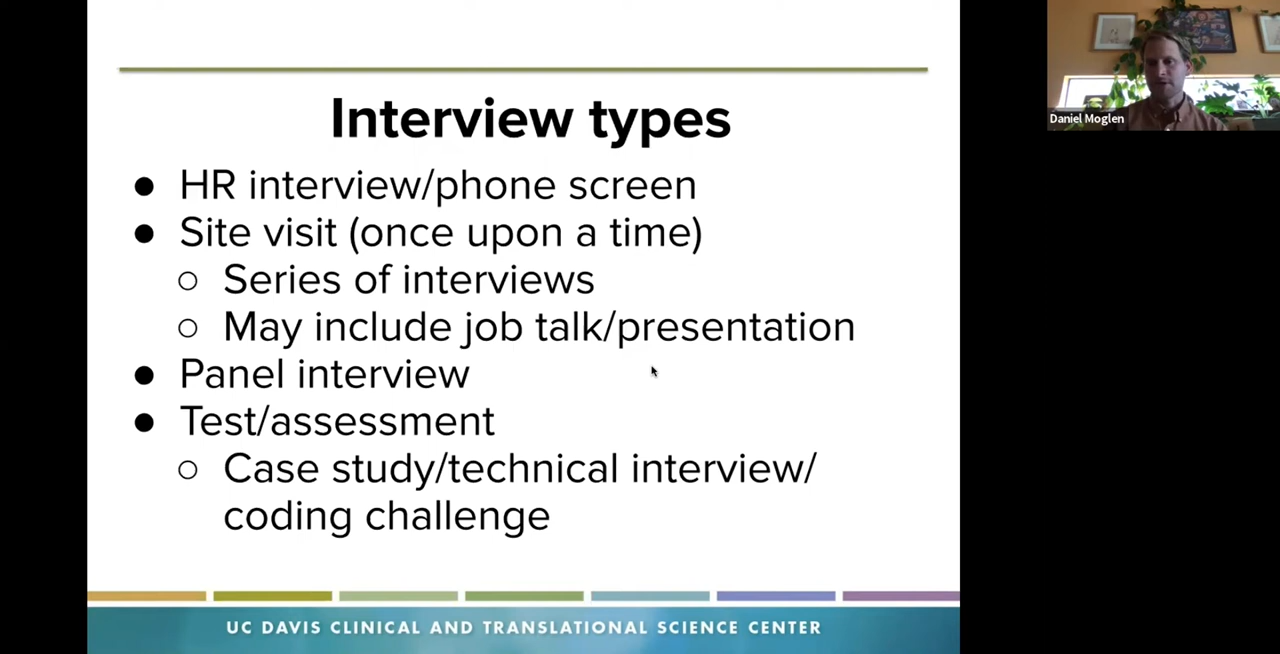 Interview types
● HR interview/phone screen
● Site visit (once upon a time)
○ Series of interviews
○ May include job talk/presentation
● Panel interview
● Test/assessment
○ Case study/technical interview/
coding challenge
UC DAVIS CLINICAL AND TRANSLATIONAL SCIENCE CENTER
Daniel Moglen